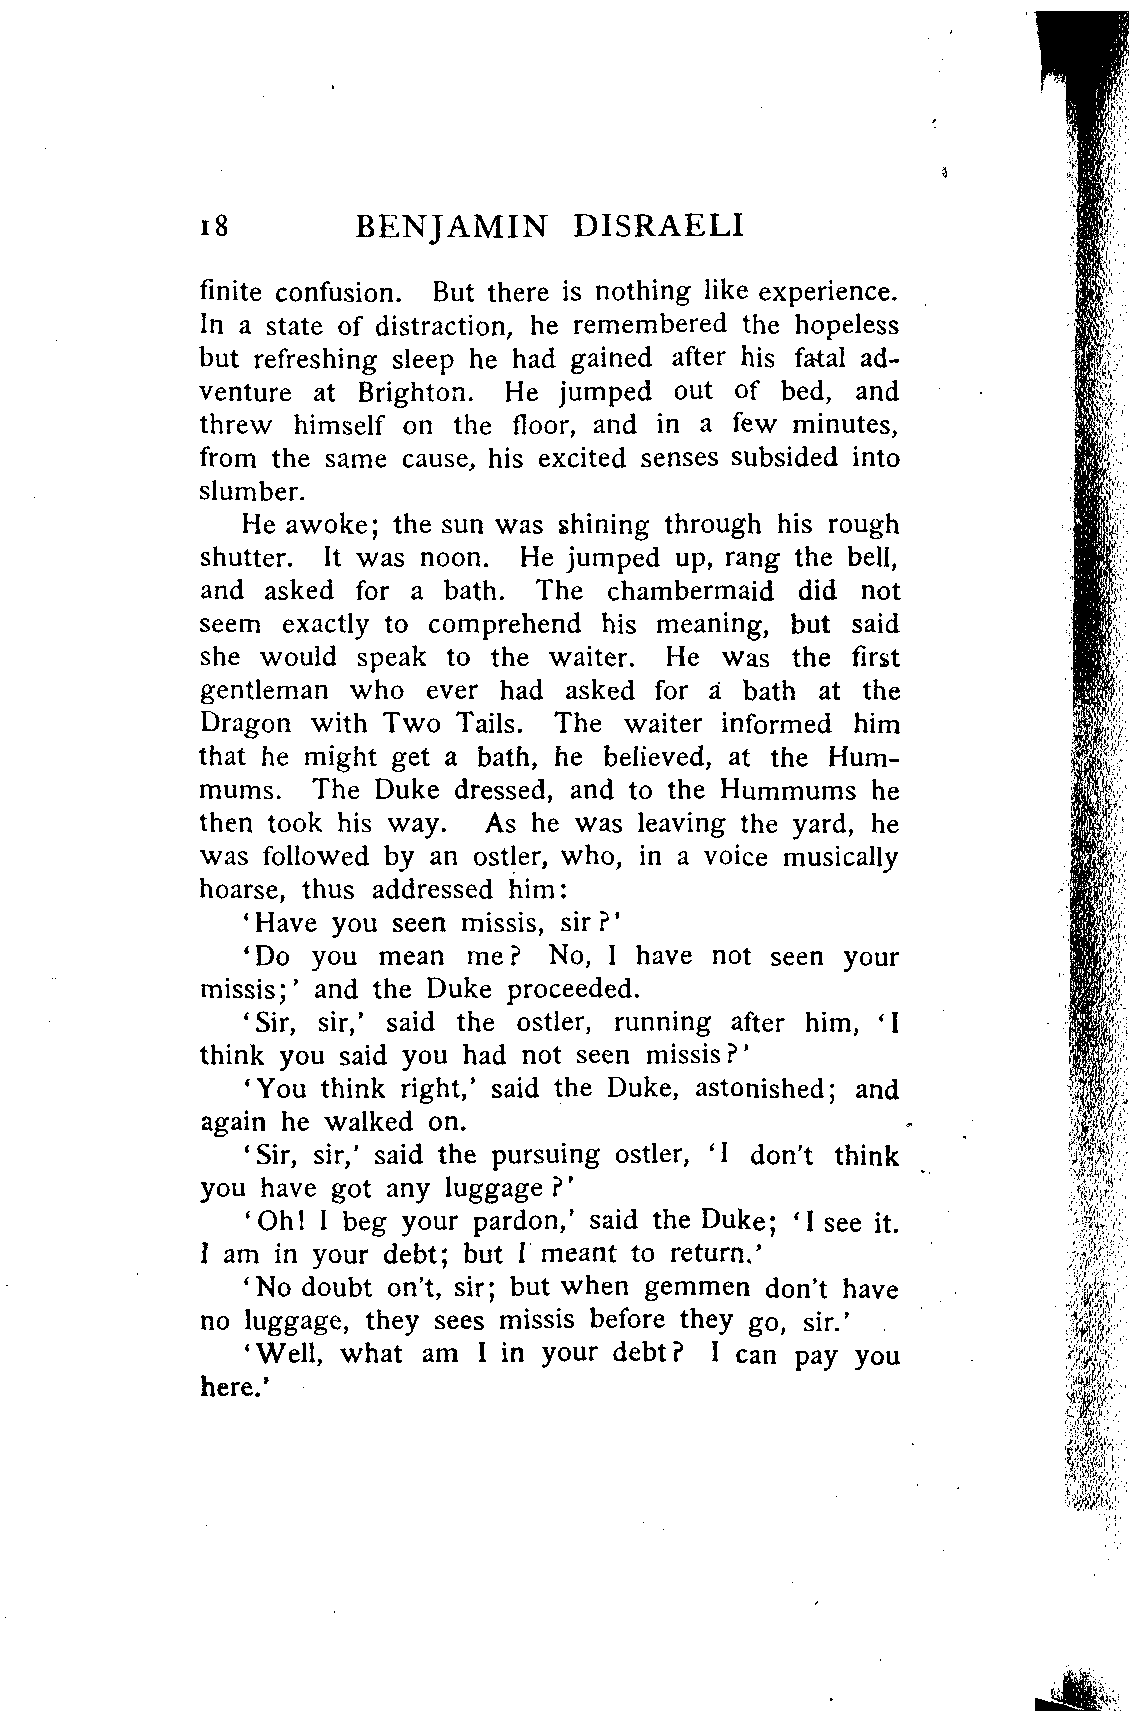 18 BENJAMIN DISRAELI
finite confusion. But there is nothing like experience.
In a state of distraction, he remembered the hopeless
but refreshing sleep he had gained after his fatal ad-
venture at Brighton. He jumped out of bed, and
threw himself on the floor, and in a few minutes,
from the same cause, his excited senses subsided into
slumber.
He awoke; the sun was shining through his rough
shutter. It was noon. He jumped up, rang the bell,
and asked for a bath. The chambermaid did not
seem exactly to comprehend his meaning, but said
she would speak to the waiter. He was the first
gentleman who ever had asked for a bath at the
Dragon with Two Tails. The waiter informed him
that he might get a bath, he believed, at the Hum-
mums. The Duke dressed, and to the Hummums he
then took his way. As he was leaving the yard, he
was followed by an ostler, who, in a voice musically
hoarse, thus addressed him:
‘Have you seen missis, sir?’
‘Do you mean me? No, I have not seen your
missis;’ and the Duke proceeded.
‘Sir, sir,’ said the ostler, running after him, ‘I
think you said you had not seen missis?’
‘You think right,’ said the Duke, astonished; and
again he walked on.
‘Sir, sir,’ said the pursuing ostler, ‘I don't think
you have got any luggage?’
‘Oh! I beg your pardon,’ said the Duke; ‘I see it.
I am in your debt; but I meant to return.’
‘No doubt on't, sir; but when gemmen don't have
no luggage, they sees missis before they go, sir.’
‘Well, what am I in your debt? I can pay you
here.’